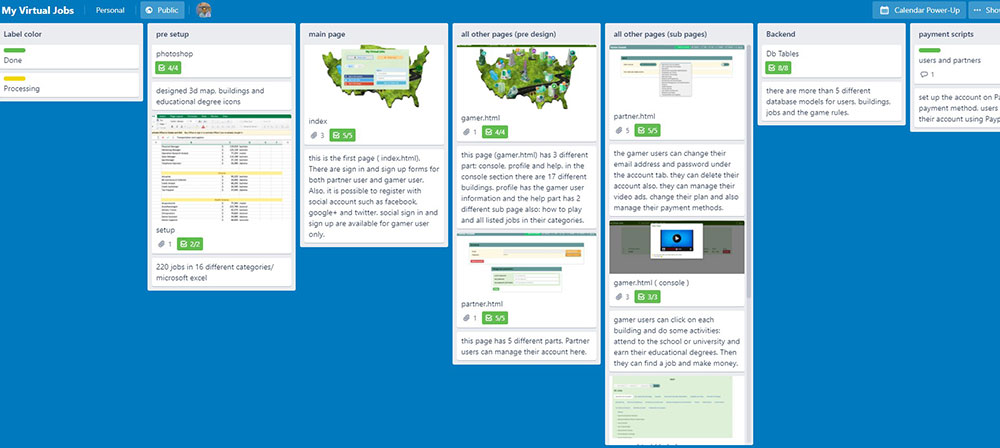 My Virtual Jobs
Personal
Public
Calendar Power-Up
Label color
Done
Processing
pre setup
photoshop
4/4
designed 3d map, buildings and
educational degree icons
setup
1
2/2
220 jobs in 16 different categories/
microsoft excel
main page
index
3
5/5
this is the first page ( index.html).
There are sign in and sign up forms for
both partner user and gamer user.
Also, it is possible to register with
social account such as facebook,
google+ and twitter. social sign in and
sign up are available for gamer user
only.
all other pages (pre design)
gamer.html
1
4/4
this page (gamer.html) has 3 different
part: console, profile and help. in the
console section there are 17 different
buildings. profile has the gamer user
information and the help part has 2
different sub page also: how to play
and all listed jobs in their categories.
partner.html
1
5/5
this page has 5 different parts. Partner
users can manage their account here.
all other pages (sub pages)
partner.html
5
5/5
the gamer users can change their
email address and password under
the account tab. they can delete their
account also. they can manage their
video ads, change their plan and also
manage their payment methods.
gamer.html ( console )
3
3/3
gamer users can click on each
building and do some activities:
attend to the school or university and
earn their educational degrees. Then
they can find a job and make money.
Backend
Db Tables
8/8
there are more than 5 different
database models for users, buildings,
jobs and the game rules.
payment scripts
users and partners
1
set up the account on
payment method. users
their account using